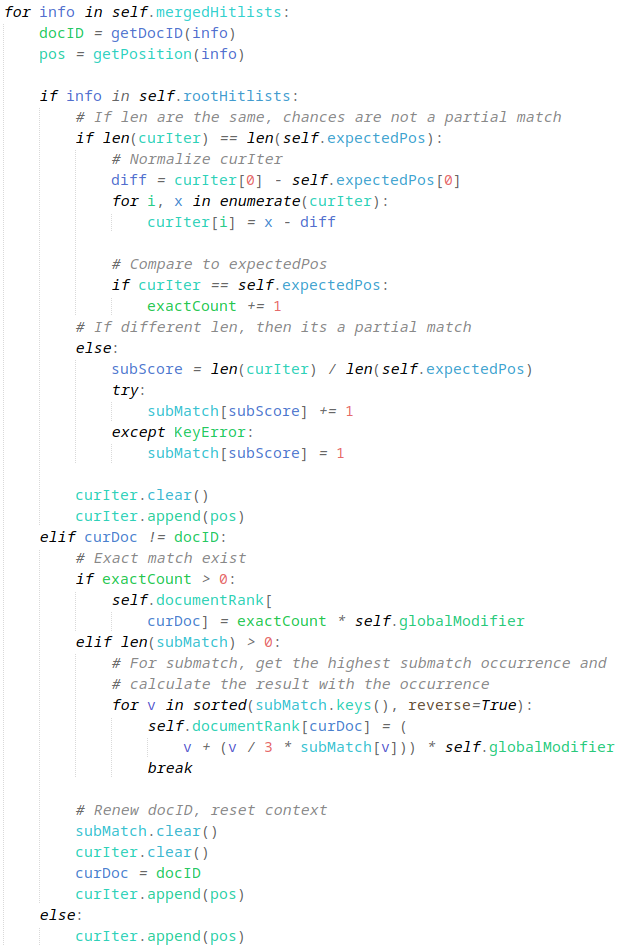 for info in self.mergedHitlists:
    docID = getDocID(info)
    pos = getPosition(info)

    if info in self.rootHitlists:
        # If len are the same, chances are not a partial match
        if len(curIter) == len(self.expectedPos):
            # Normalize curIter
            diff = curIter[0] - self.expectedPos[0]
            for i, x in enumerate(curIter):
                curIter[i] = x - diff

            # Compare to expectedPos
            if curIter == self.expectedPos:
                exactCount += 1
        # If different len, then its a partial match
        else:
            subScore = len(curIter) / len(self.expectedPos)
            try:
                subMatch[subScore] += 1
            except KeyError:
                subMatch[subScore] = 1

        curIter.clear()
        curIter.append(pos)
    elif curDoc != docID:
        # Exact match exist
        if exactCount > 0:
            self.documentRank[
                curDoc] = exactCount * self.globalModifier
        elif len(subMatch) > 0:
            # For submatch, get the highest submatch occurrence and
            # calculate the result with the occurrence
            for v in sorted(subMatch.keys(), reverse=True):
                self.documentRank[curDoc] = (
                    v + (v / 3 * subMatch[v])) * self.globalModifier
                break

        # Renew docID, reset context
        subMatch.clear()
        curIter.clear()
        curDoc = docID
        curIter.append(pos)
    else:
        curIter.append(pos)